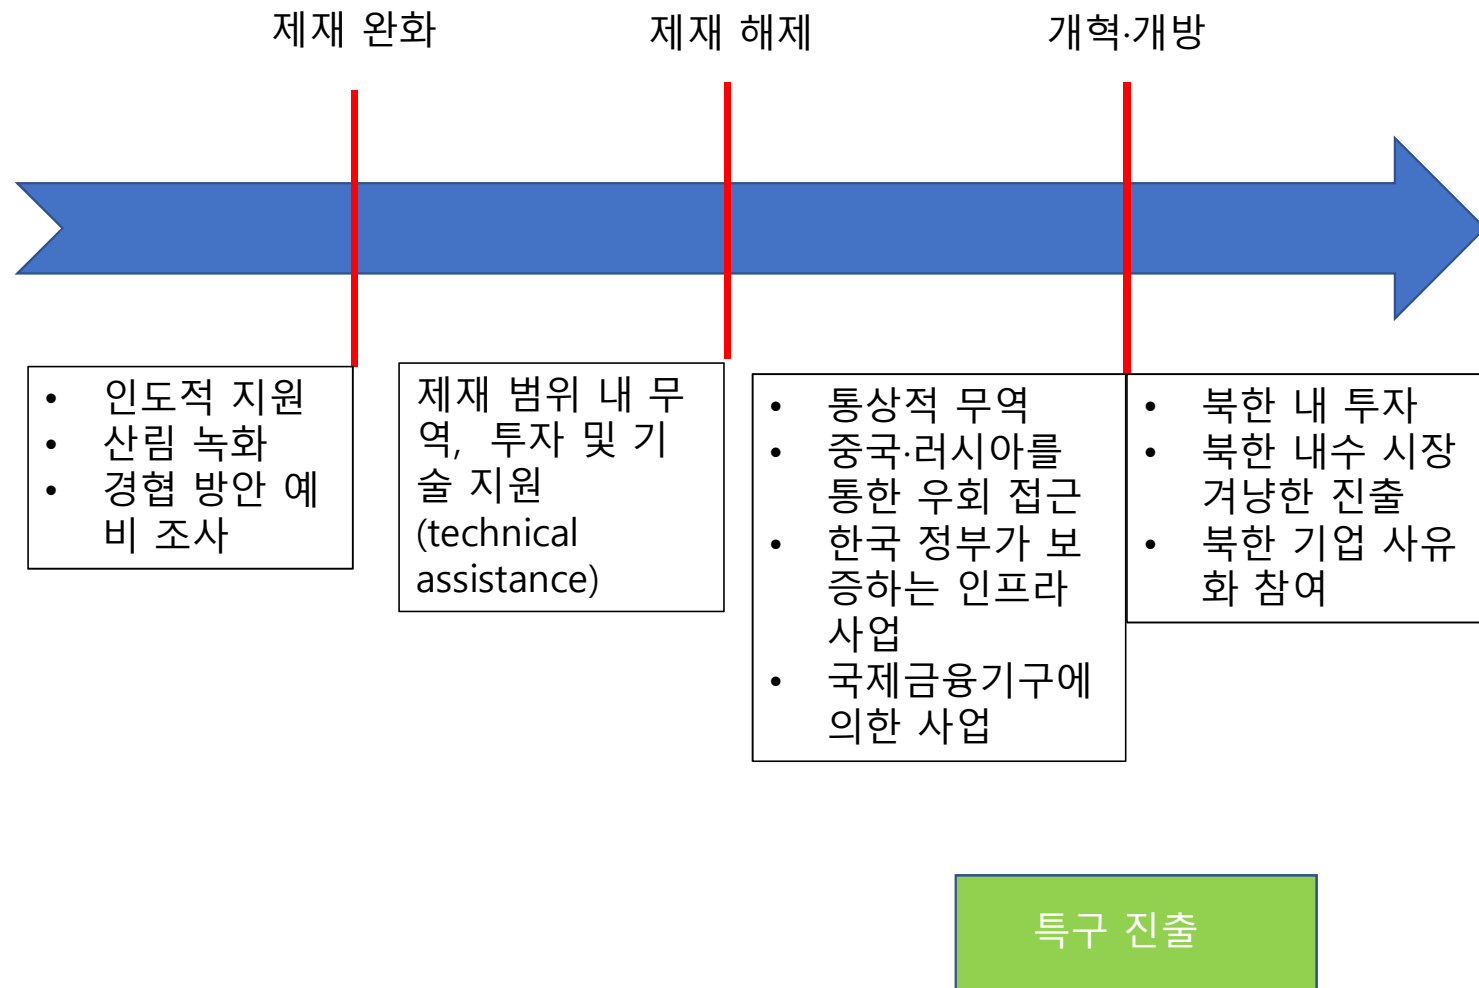 제재 완화
제재 해제
개혁·개방
• 인도적 지원
• 산림 녹화
• 경협 방안 예
비 조사
제재 범위 내 무
역, 투자 및 기
술 지원
(technical
assistance)
• 통상적 무역
• 중국·러시아를
통한 우회 접근
• 한국 정부가 보
증하는 인프라
사업
• 국제금융기구에
의한 사업
• 북한 내 투자
• 북한 내수 시장
겨냥한 진출
• 북한 기업 사유
화 참여
특구 진출